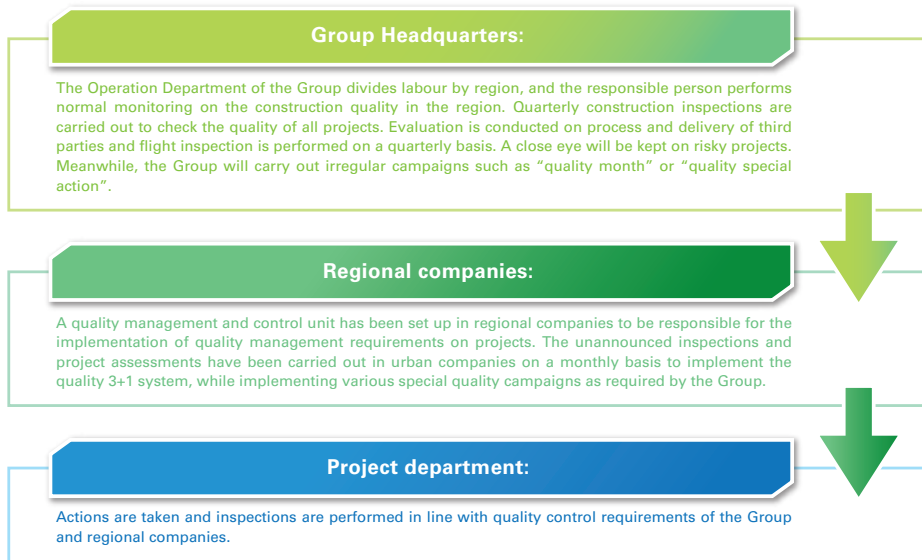 Group Headquarters:
The Operation Department of the Group divides labour by region, and the responsible person performs
normal monitoring on the construction quality in the region. Quarterly construction inspections are
carried out to check the quality of all projects. Evaluation is conducted on process and delivery of third
parties and flight inspection is performed on a quarterly basis. A close eye will be kept on risky projects.
Meanwhile, the Group will carry out irregular campaigns such as “quality month” or “quality special
action”.
Regional companies:
A quality management and control unit has been set up in regional companies to be responsible for the
implementation of quality management requirements on projects. The unannounced inspections and
project assessments have been carried out in urban companies on a monthly basis to implement the
quality 3+1 system, while implementing various special quality campaigns as required by the Group.
Project department:
Actions are taken and inspections are performed in line with quality control requirements of the Group
and regional companies.